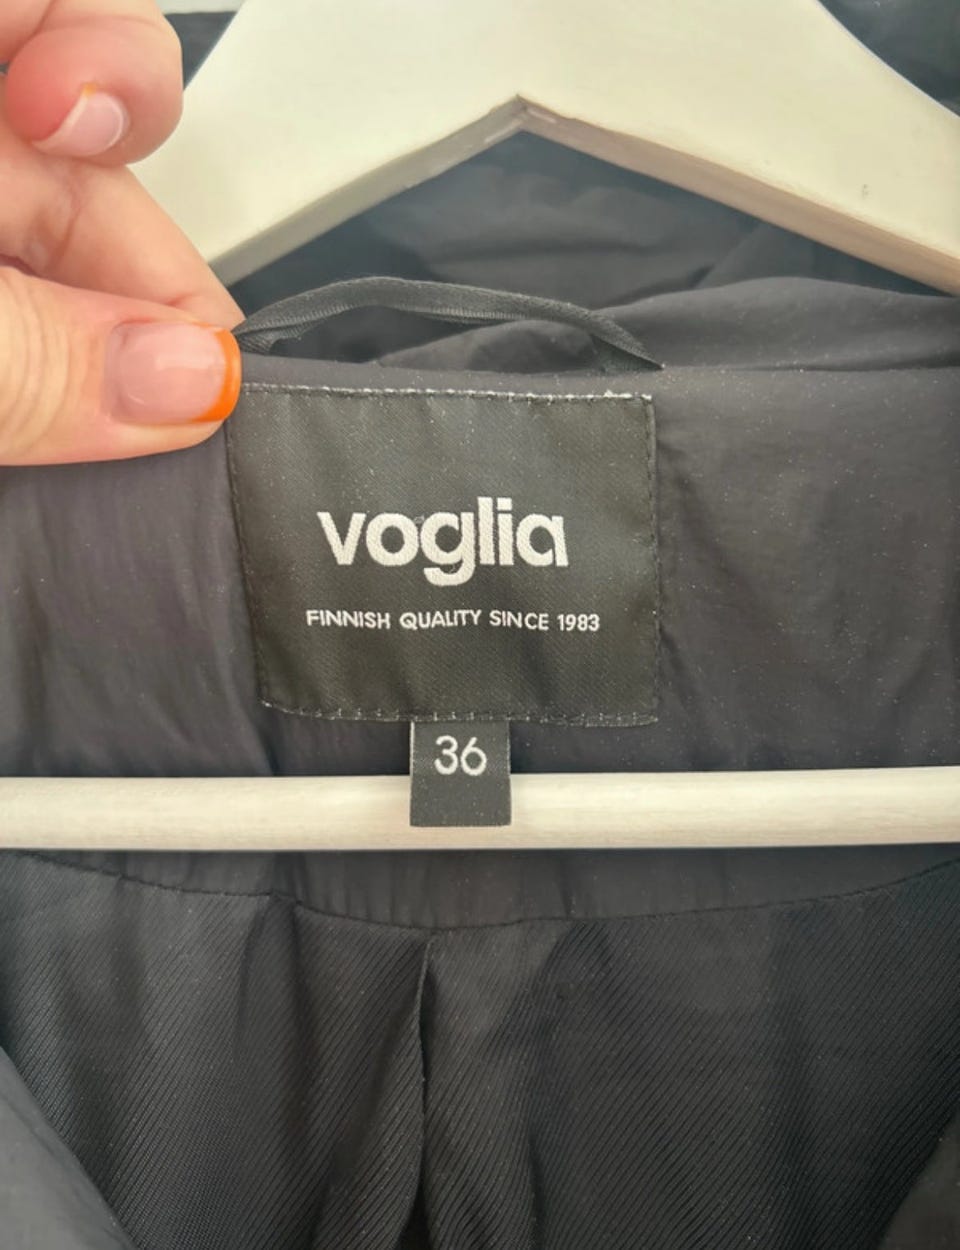 voglia
FINNISH QUALITY SINCE 1983
36